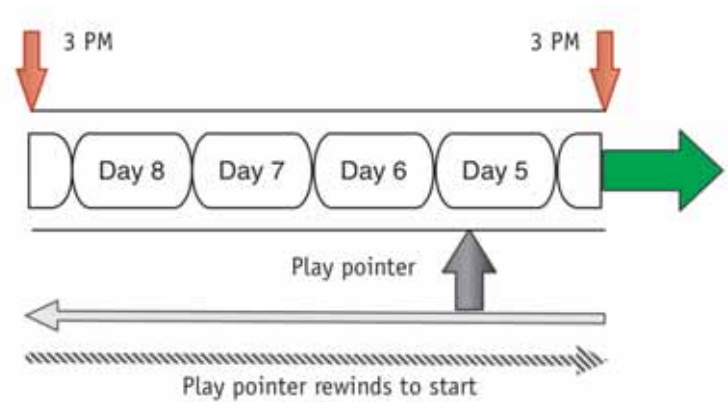 3 PM
3 PM
Day 8
Day 7
Day 6
Day 5
Play pointer
Play pointer rewinds to start